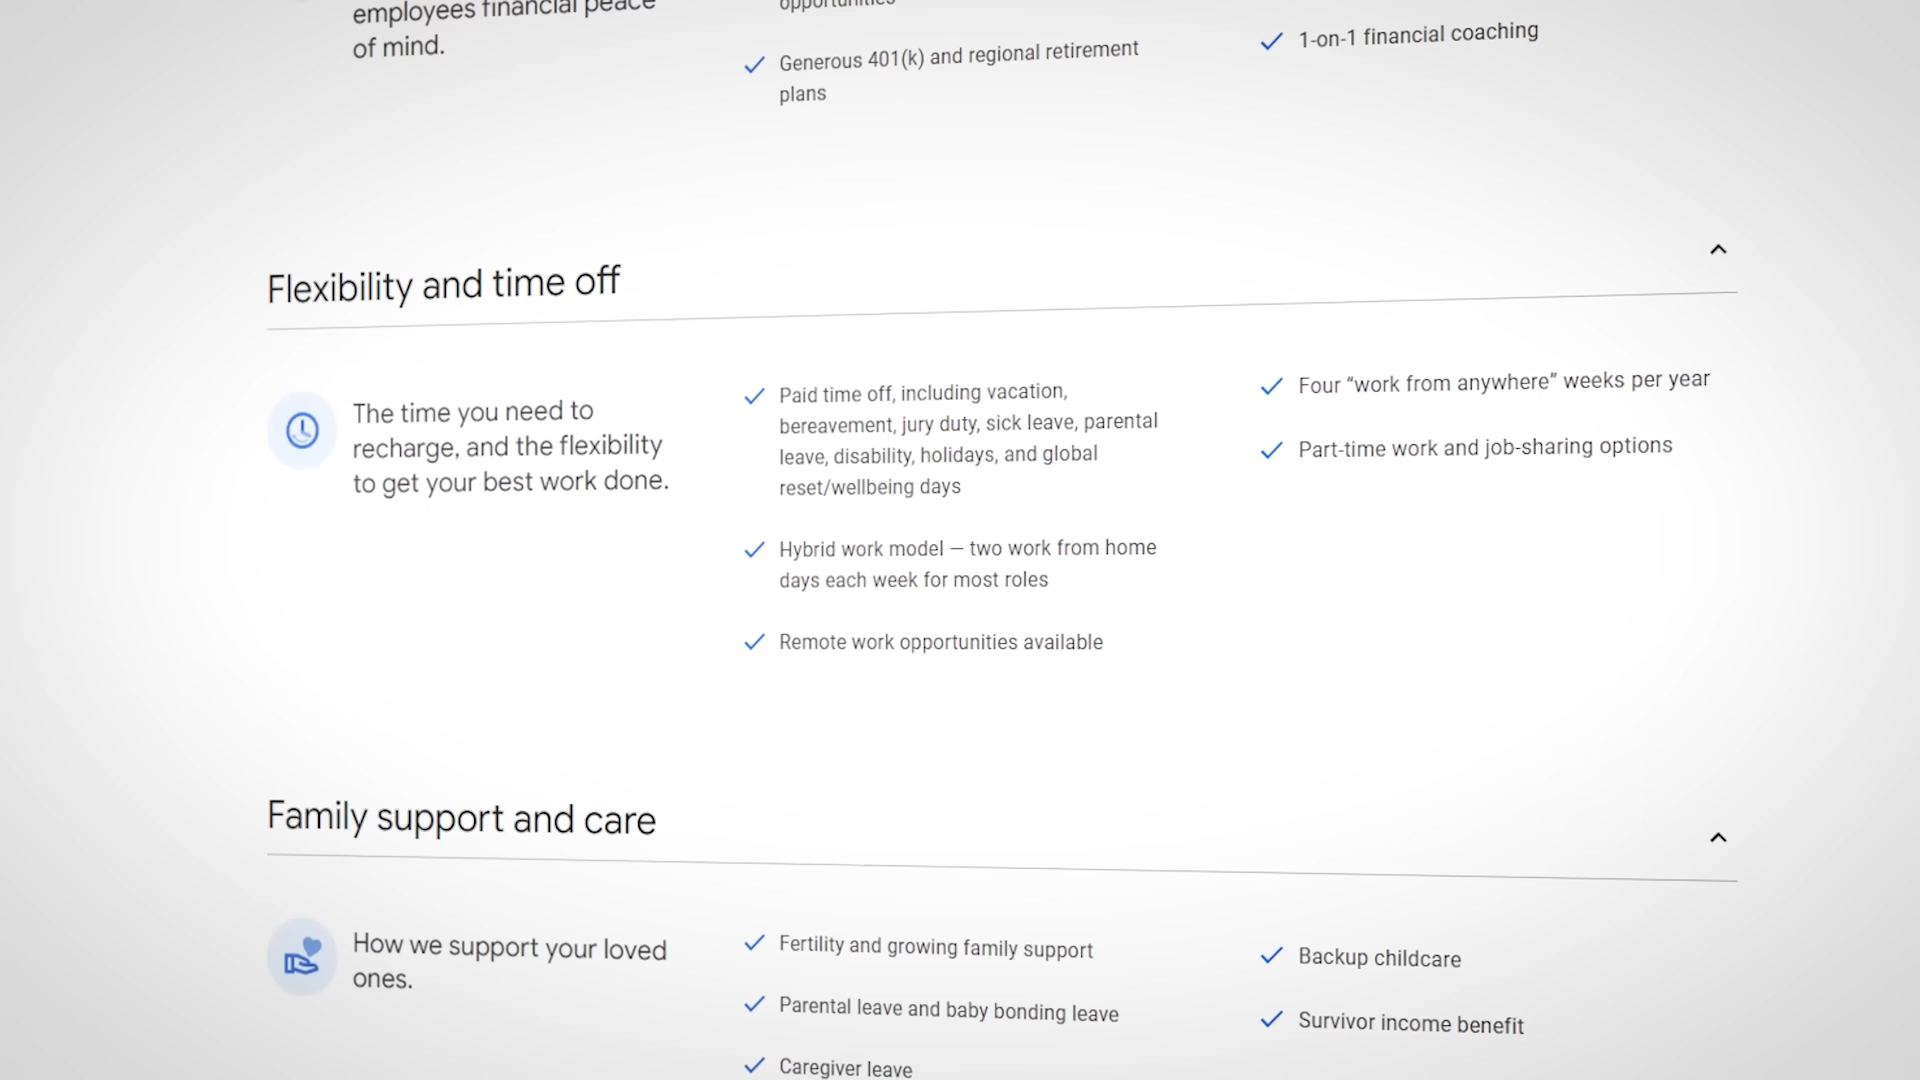 employees financial peace
of mind.
opportunities
Generous 401(k) and regional retirement
plans
1-on-1 financial coaching
Flexibility and time off
The time you need to
recharge, and the flexibility
to get your best work done.
Paid time off, including vacation,
bereavement, jury duty, sick leave, parental
leave, disability, holidays, and global
reset/wellbeing days
Hybrid work model — two work from home
days each week for most roles
Remote work opportunities available
Four “work from anywhere” weeks per year
Part-time work and job-sharing options
Family support and care
How we support your loved
ones.
Fertility and growing family support
Parental leave and baby bonding leave
Caregiver leave
Backup childcare
Survivor income benefit